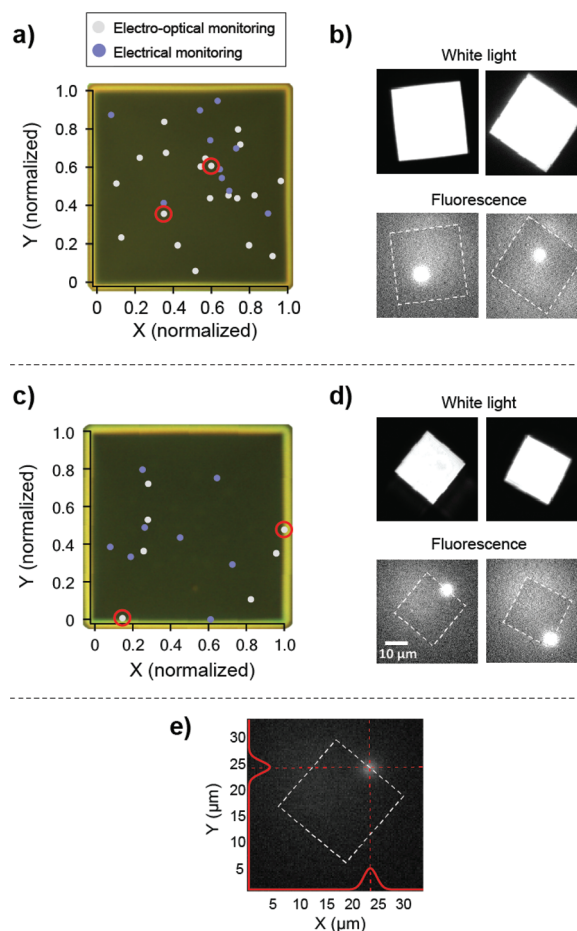 a)
Electro-optical monitoring
Electrical monitoring
Y (normalized)
1.0
0.8
0.6
0.4
0.2
0
0 0.2 0.4 0.6 0.8 1.0
X (normalized)
b)
White light
Fluorescence
c)
Y (normalized)
1.0
0.8
0.6
0.4
0.2
0
0 0.2 0.4 0.6 0.8 1.0
X (normalized)
d)
White light
Fluorescence
10 µm
e)
Y (µm)
30
25
20
15
10
5
5 10 15 20 25 30
X (µm)